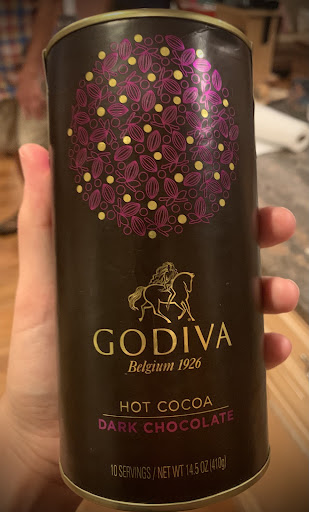 GODIVA
Belgium 1926
HOT COCOA
DARK CHOCOLATE
10 SERVINGS / NET WT 14.5 OZ (410g)